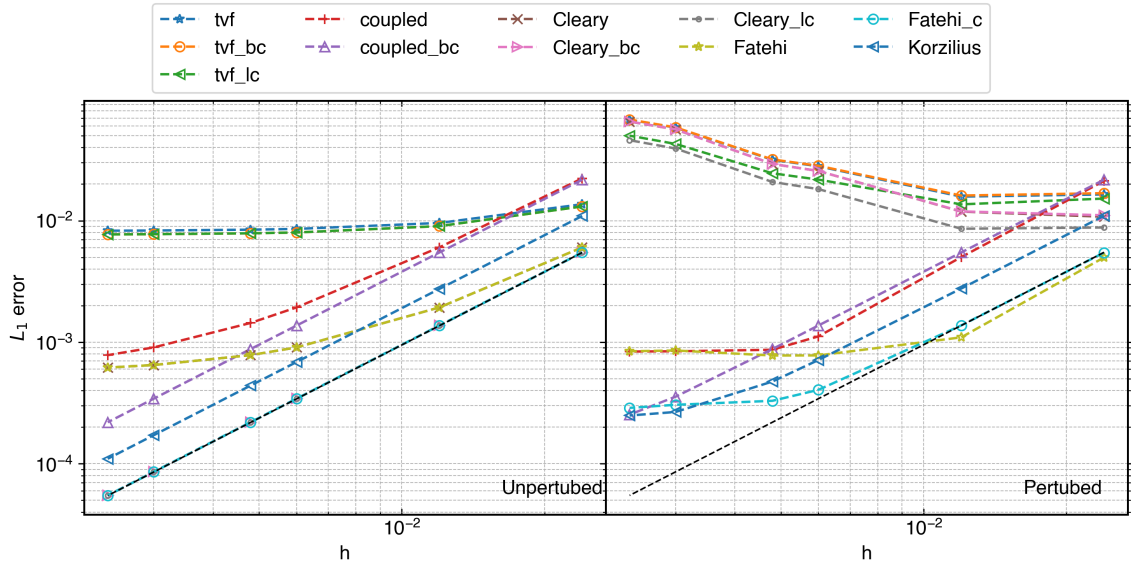 tvf coupled Cleary Cleary_lc Fatehi_c
tvf_bc coupled_bc Cleary_bc Fatehi Korzilius
tvf_lc
L1 error
10−2
10−3
10−4
Unpertubed
Pertubed
10−2
10−2
h
h